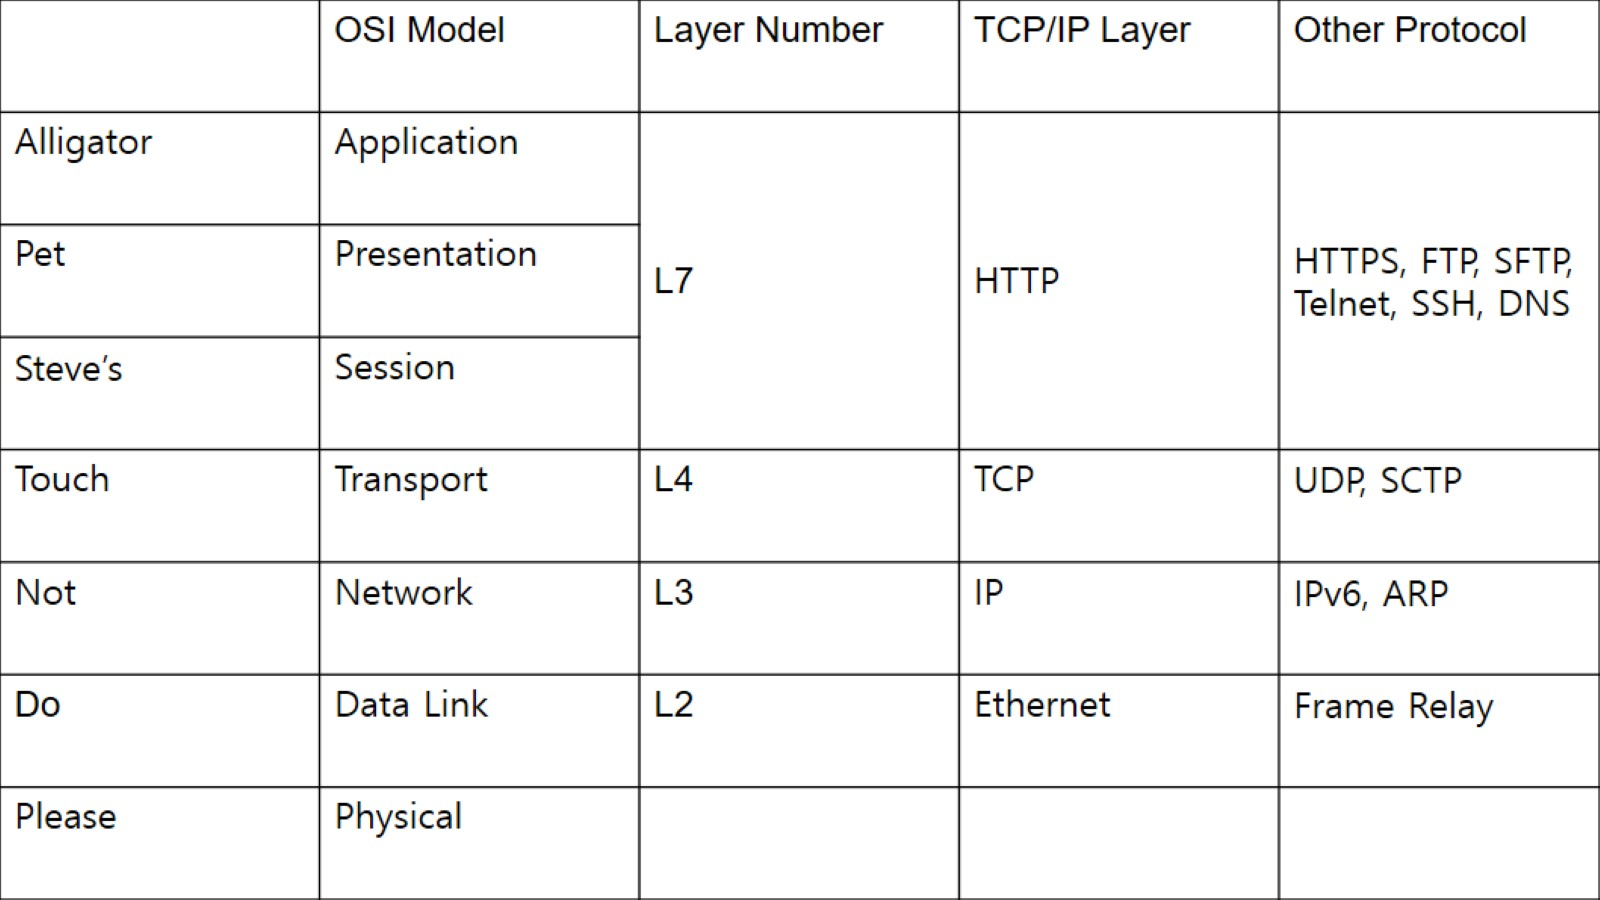 OSI Model Layer Number TCP/IP Layer Other Protocol
Alligator Application
Pet Presentation
L7 HTTP HTTPS, FTP, SFTP,
Telnet, SSH, DNS
Steve’s Session
Touch Transport L4 TCP UDP, SCTP
Not Network L3 IP IPv6, ARP
Do Data Link L2 Ethernet Frame Relay
Please Physical